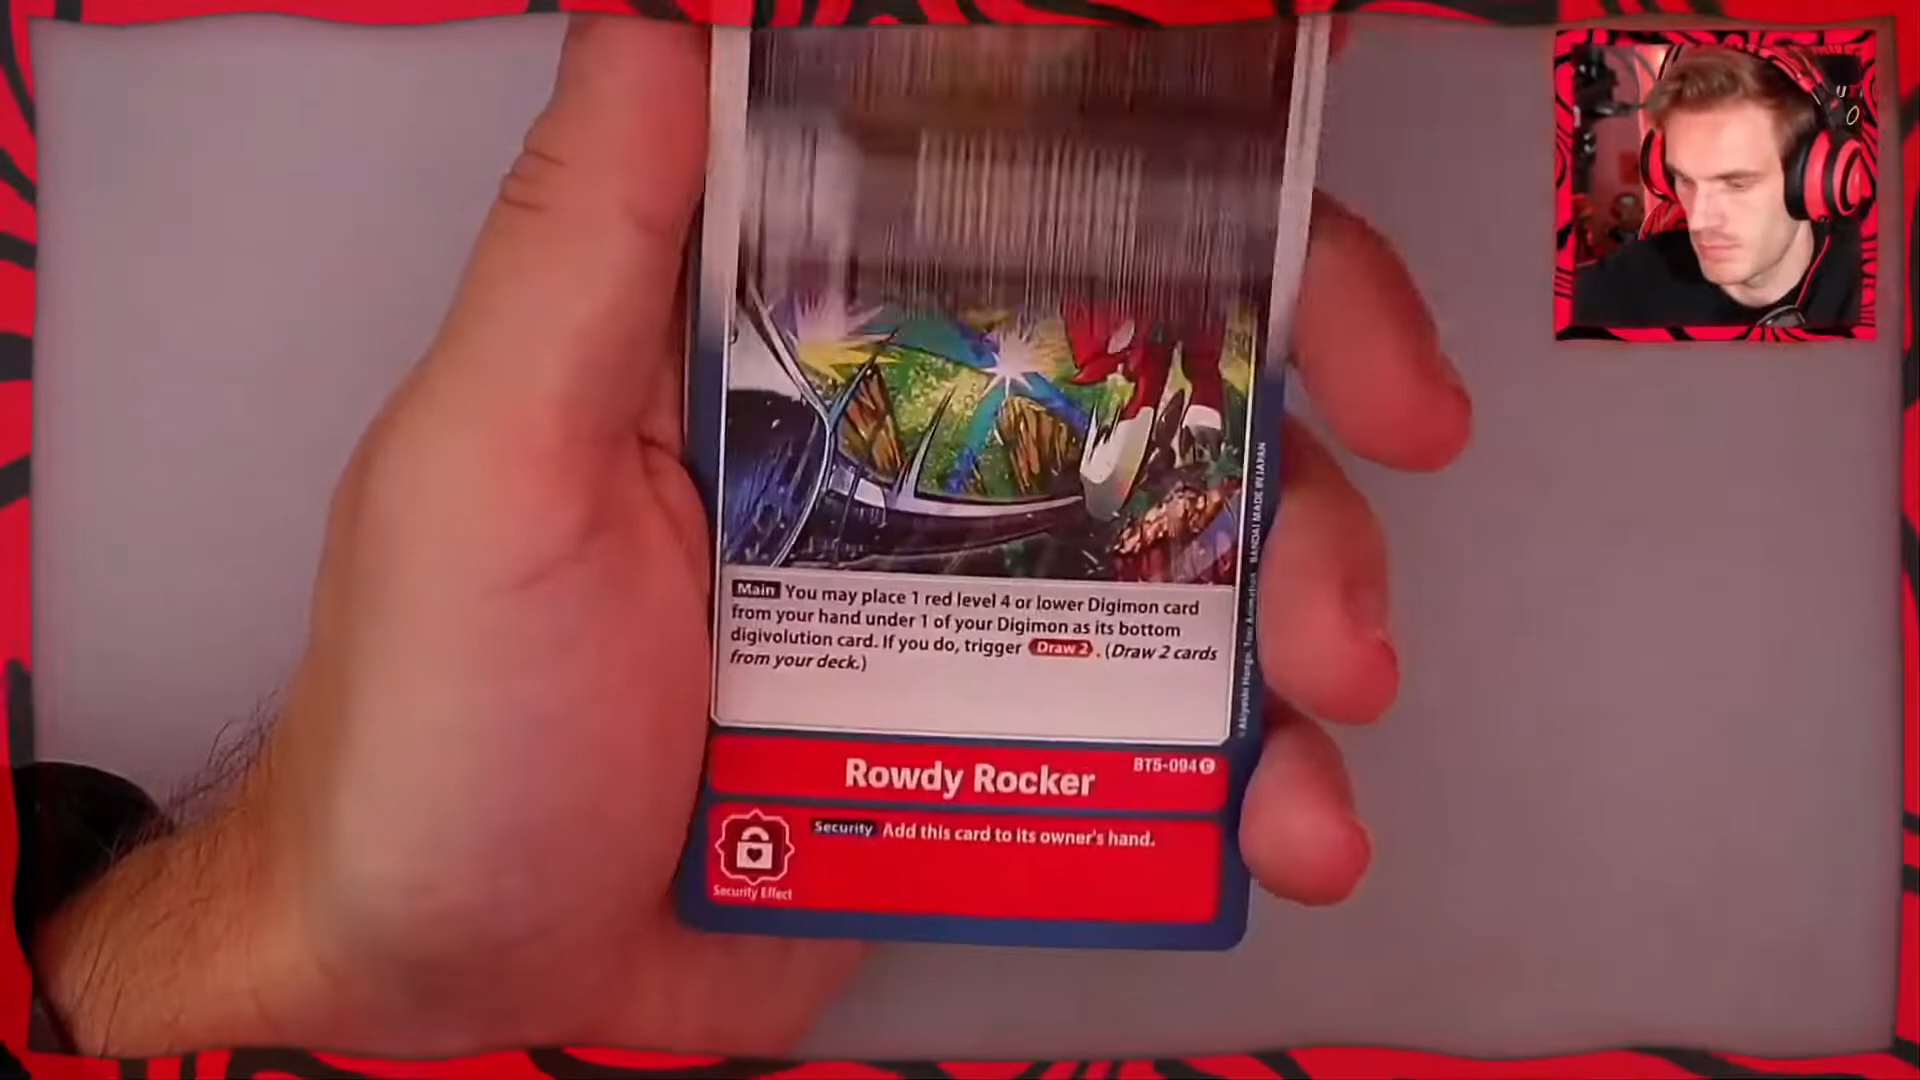 Main You may place 1 red level 4 or lower Digimon card
from your hand under 1 of your Digimon as its bottom
digivolution card. If you do, trigger Draw 2. (Draw 2 cards
from your deck.)
BANDAI MADE IN JAPAN
Rowdy Rocker
BT5-094 C
Security Add this card to its owner's hand.
Security Effect